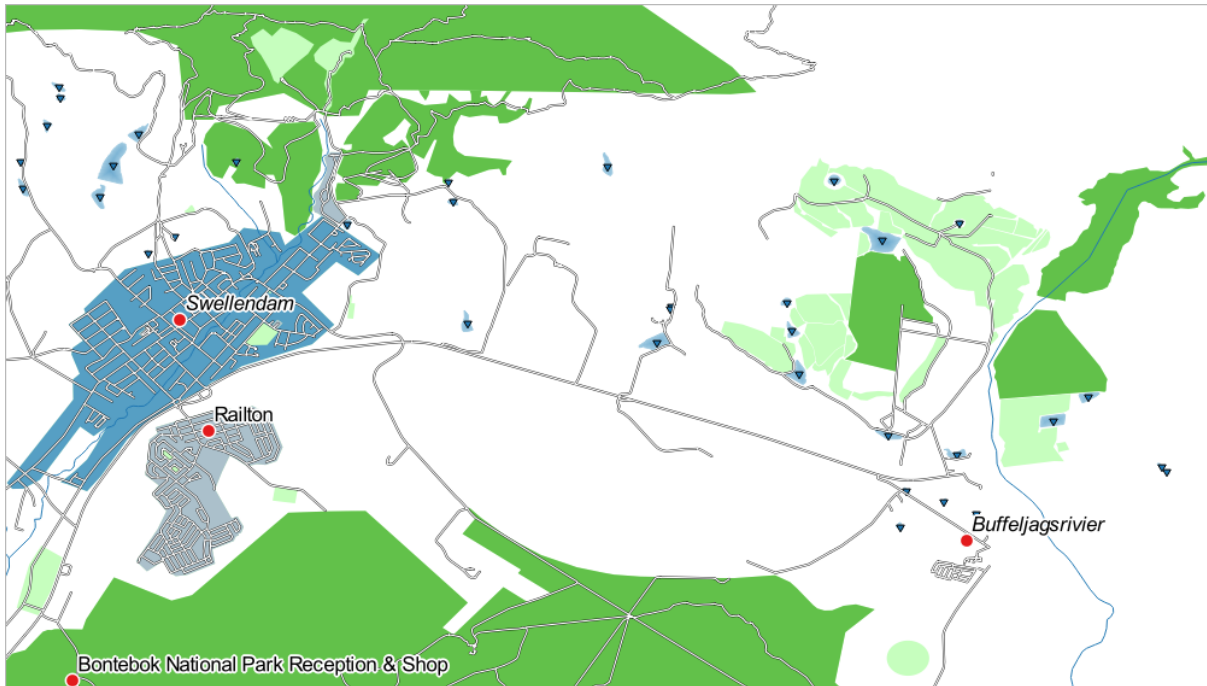 Swellendam
Railton
Buffeljagsrivier
Bontebok National Park Reception & Shop